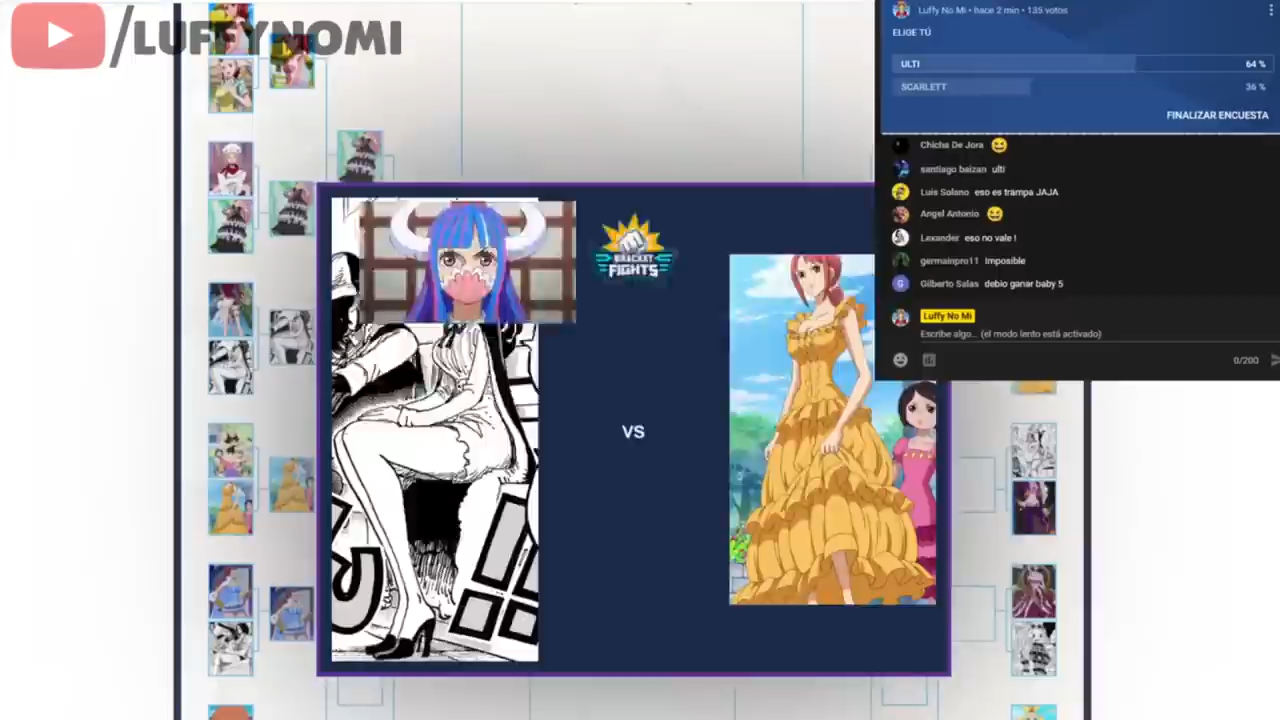 /LUFFYNOMI
Luffy No Mi • hace 2 min • 135 votos
ELIGE TÚ
ULTI 64 %
SCARLETT 36 %
FINALIZAR ENCUESTA
Chicha De Jora
santiago baizan ulti
Luis Solano eso es trampa JAJA
Angel Antonio
Lexander eso no vale !
germainpro11 Imposible
G Gilberto Salas debio ganar baby 5
Luffy No Mi
Escribe algo... (el modo lento está activado)
0/200
BRACKET
FIGHTS
VS